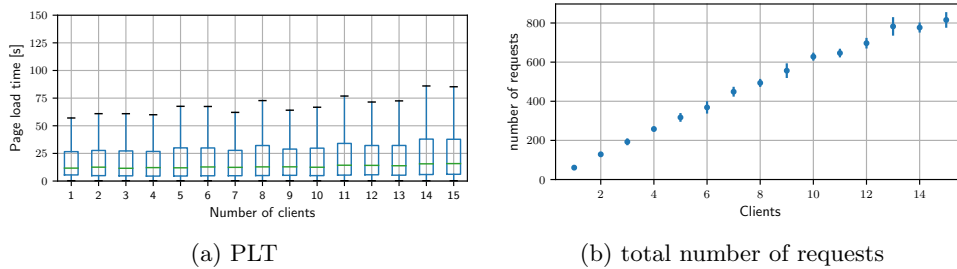 150
125
100
75
50
25
0
Page load time [s]
1 2 3 4 5 6 7 8 9 10 11 12 13 14 15
Number of clients
(a) PLT
800
600
400
200
0
number of requests
2 4 6 8 10 12 14
Clients
(b) total number of requests